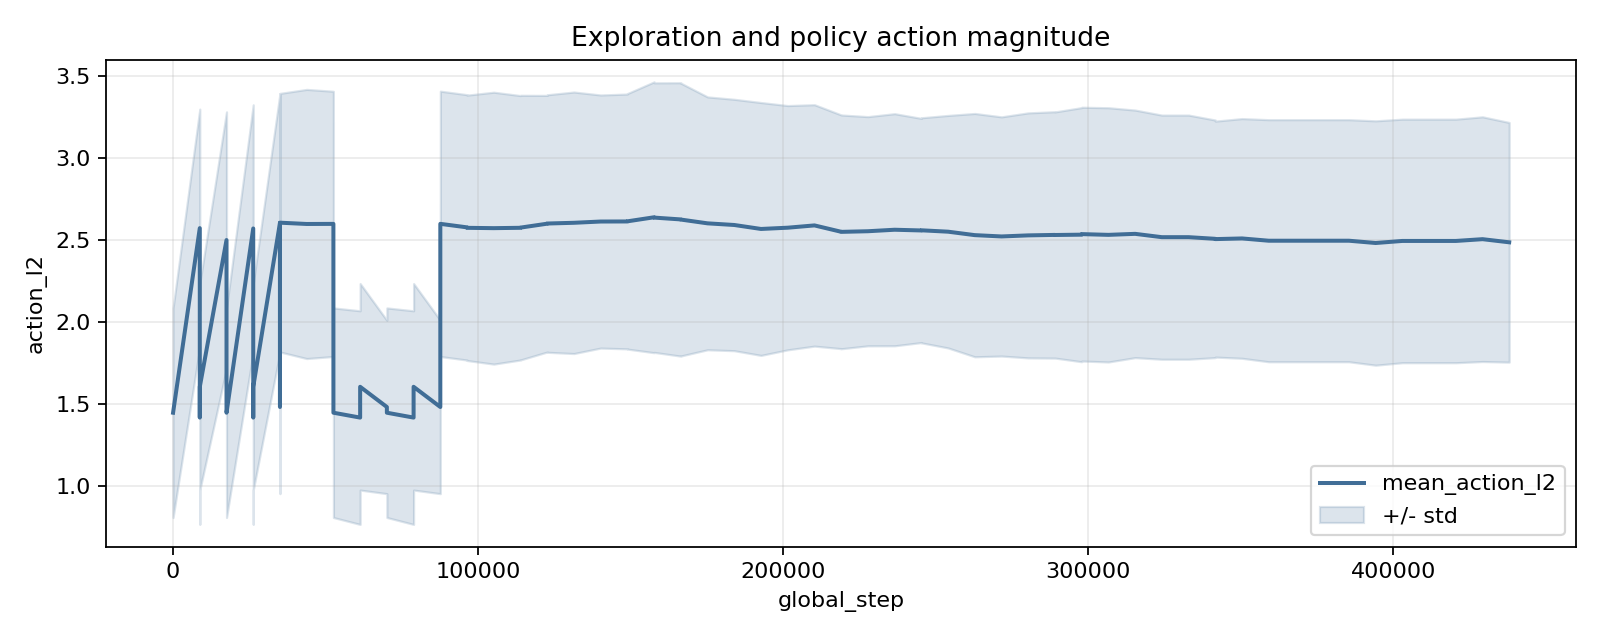 Exploration and policy action magnitude
3.5
3.0
2.5
2.0
1.5
1.0
action_l2
0
100000
200000
300000
400000
global_step
mean_action_l2
+/- std